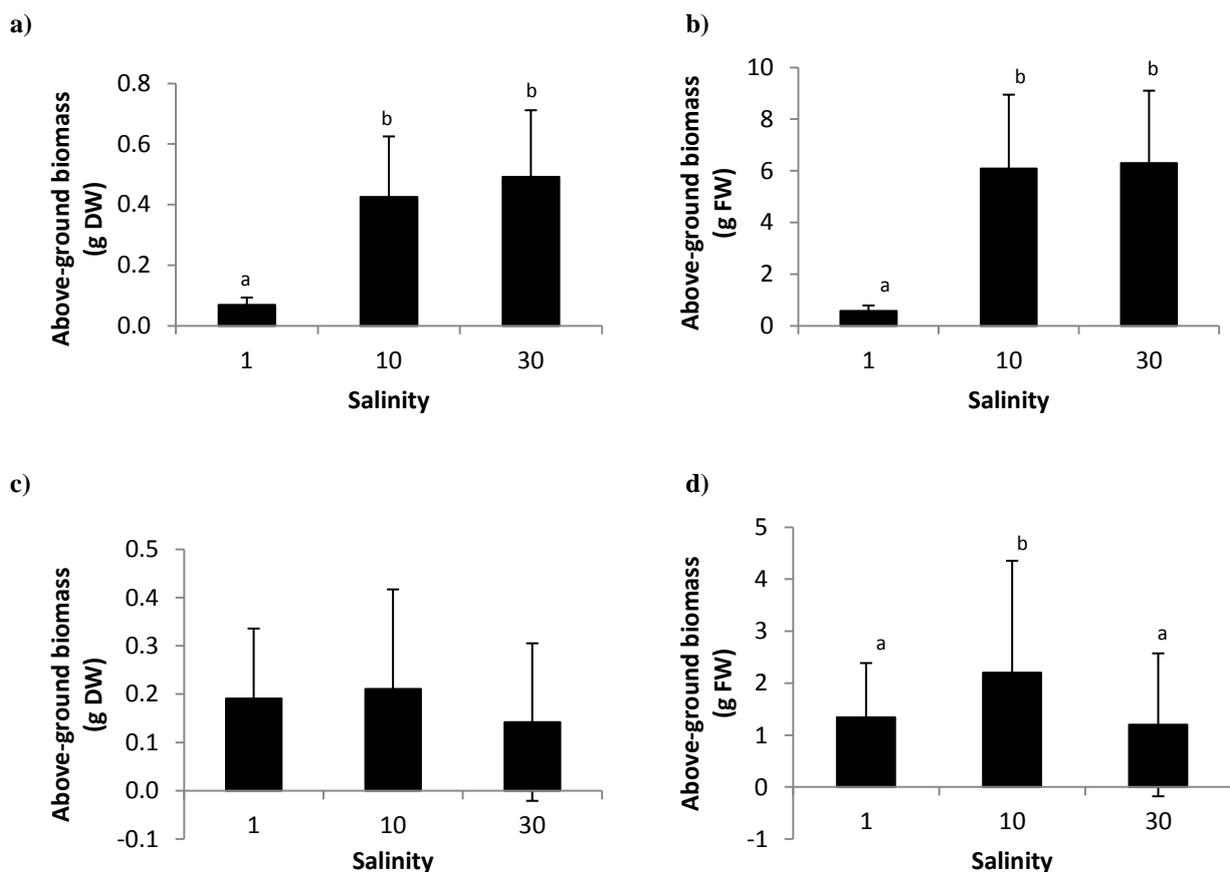 a)
Above-ground biomass
(g DW)
0.8
0.6
0.4
0.2
0.0
a
b
b
1 10 30
Salinity
b)
Above-ground biomass
(g FW)
10
8
6
4
2
0
a
b
b
1 10 30
Salinity
c)
Above-ground biomass
(g DW)
0.5
0.4
0.3
0.2
0.1
0.0
-0.1
1 10 30
Salinity
d)
Above-ground biomass
(g FW)
5
4
3
2
1
0
-1
a
b
a
1 10 30
Salinity